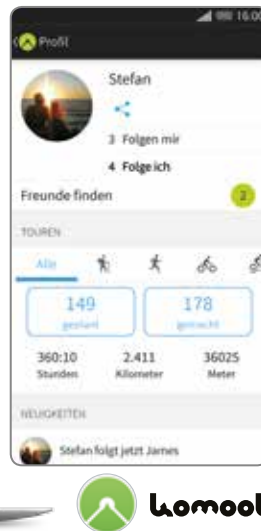 16:00
Profil
Stefan
3 Folgen mir
4 Folge ich
Freunde finden
2
TOUREN
Alle
149
geplant
178
gemacht
360:10
Stunden
2.411
Kilometer
36025
Meter
NEUIGKEITEN
Stefan folgt jetzt James
komoot